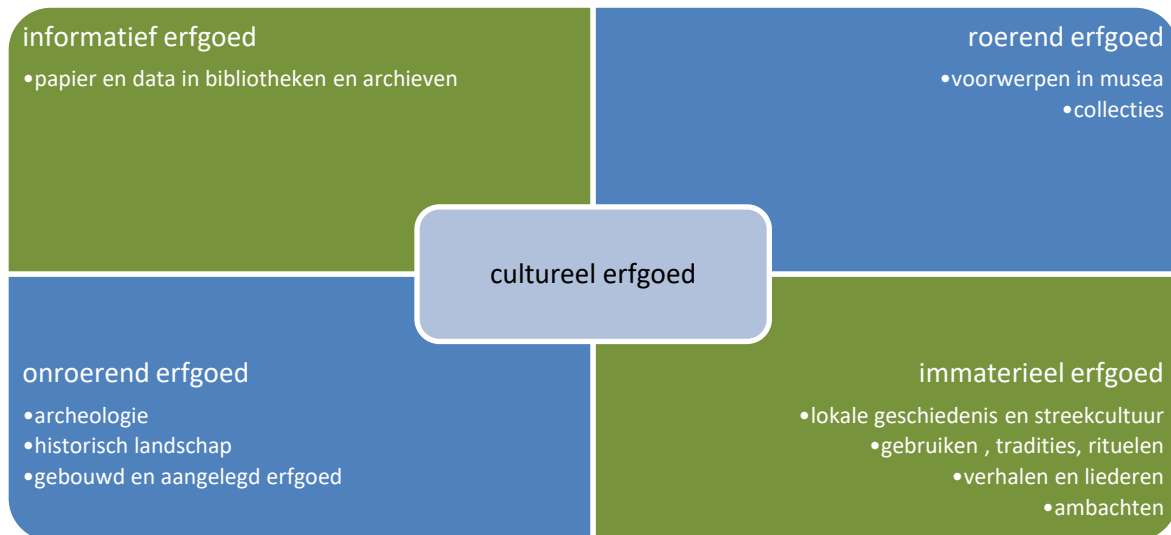 informatief erfgoed
•papier en data in bibliotheken en archieven
roerend erfgoed
•voorwerpen in musea
•collecties
cultureel erfgoed
onroerend erfgoed
•archeologie
•historisch landschap
•gebouwd en aangelegd erfgoed
immaterieel erfgoed
•lokale geschiedenis en streekcultuur
•gebruiken , tradities, rituelen
•verhalen en liederen
•ambachten